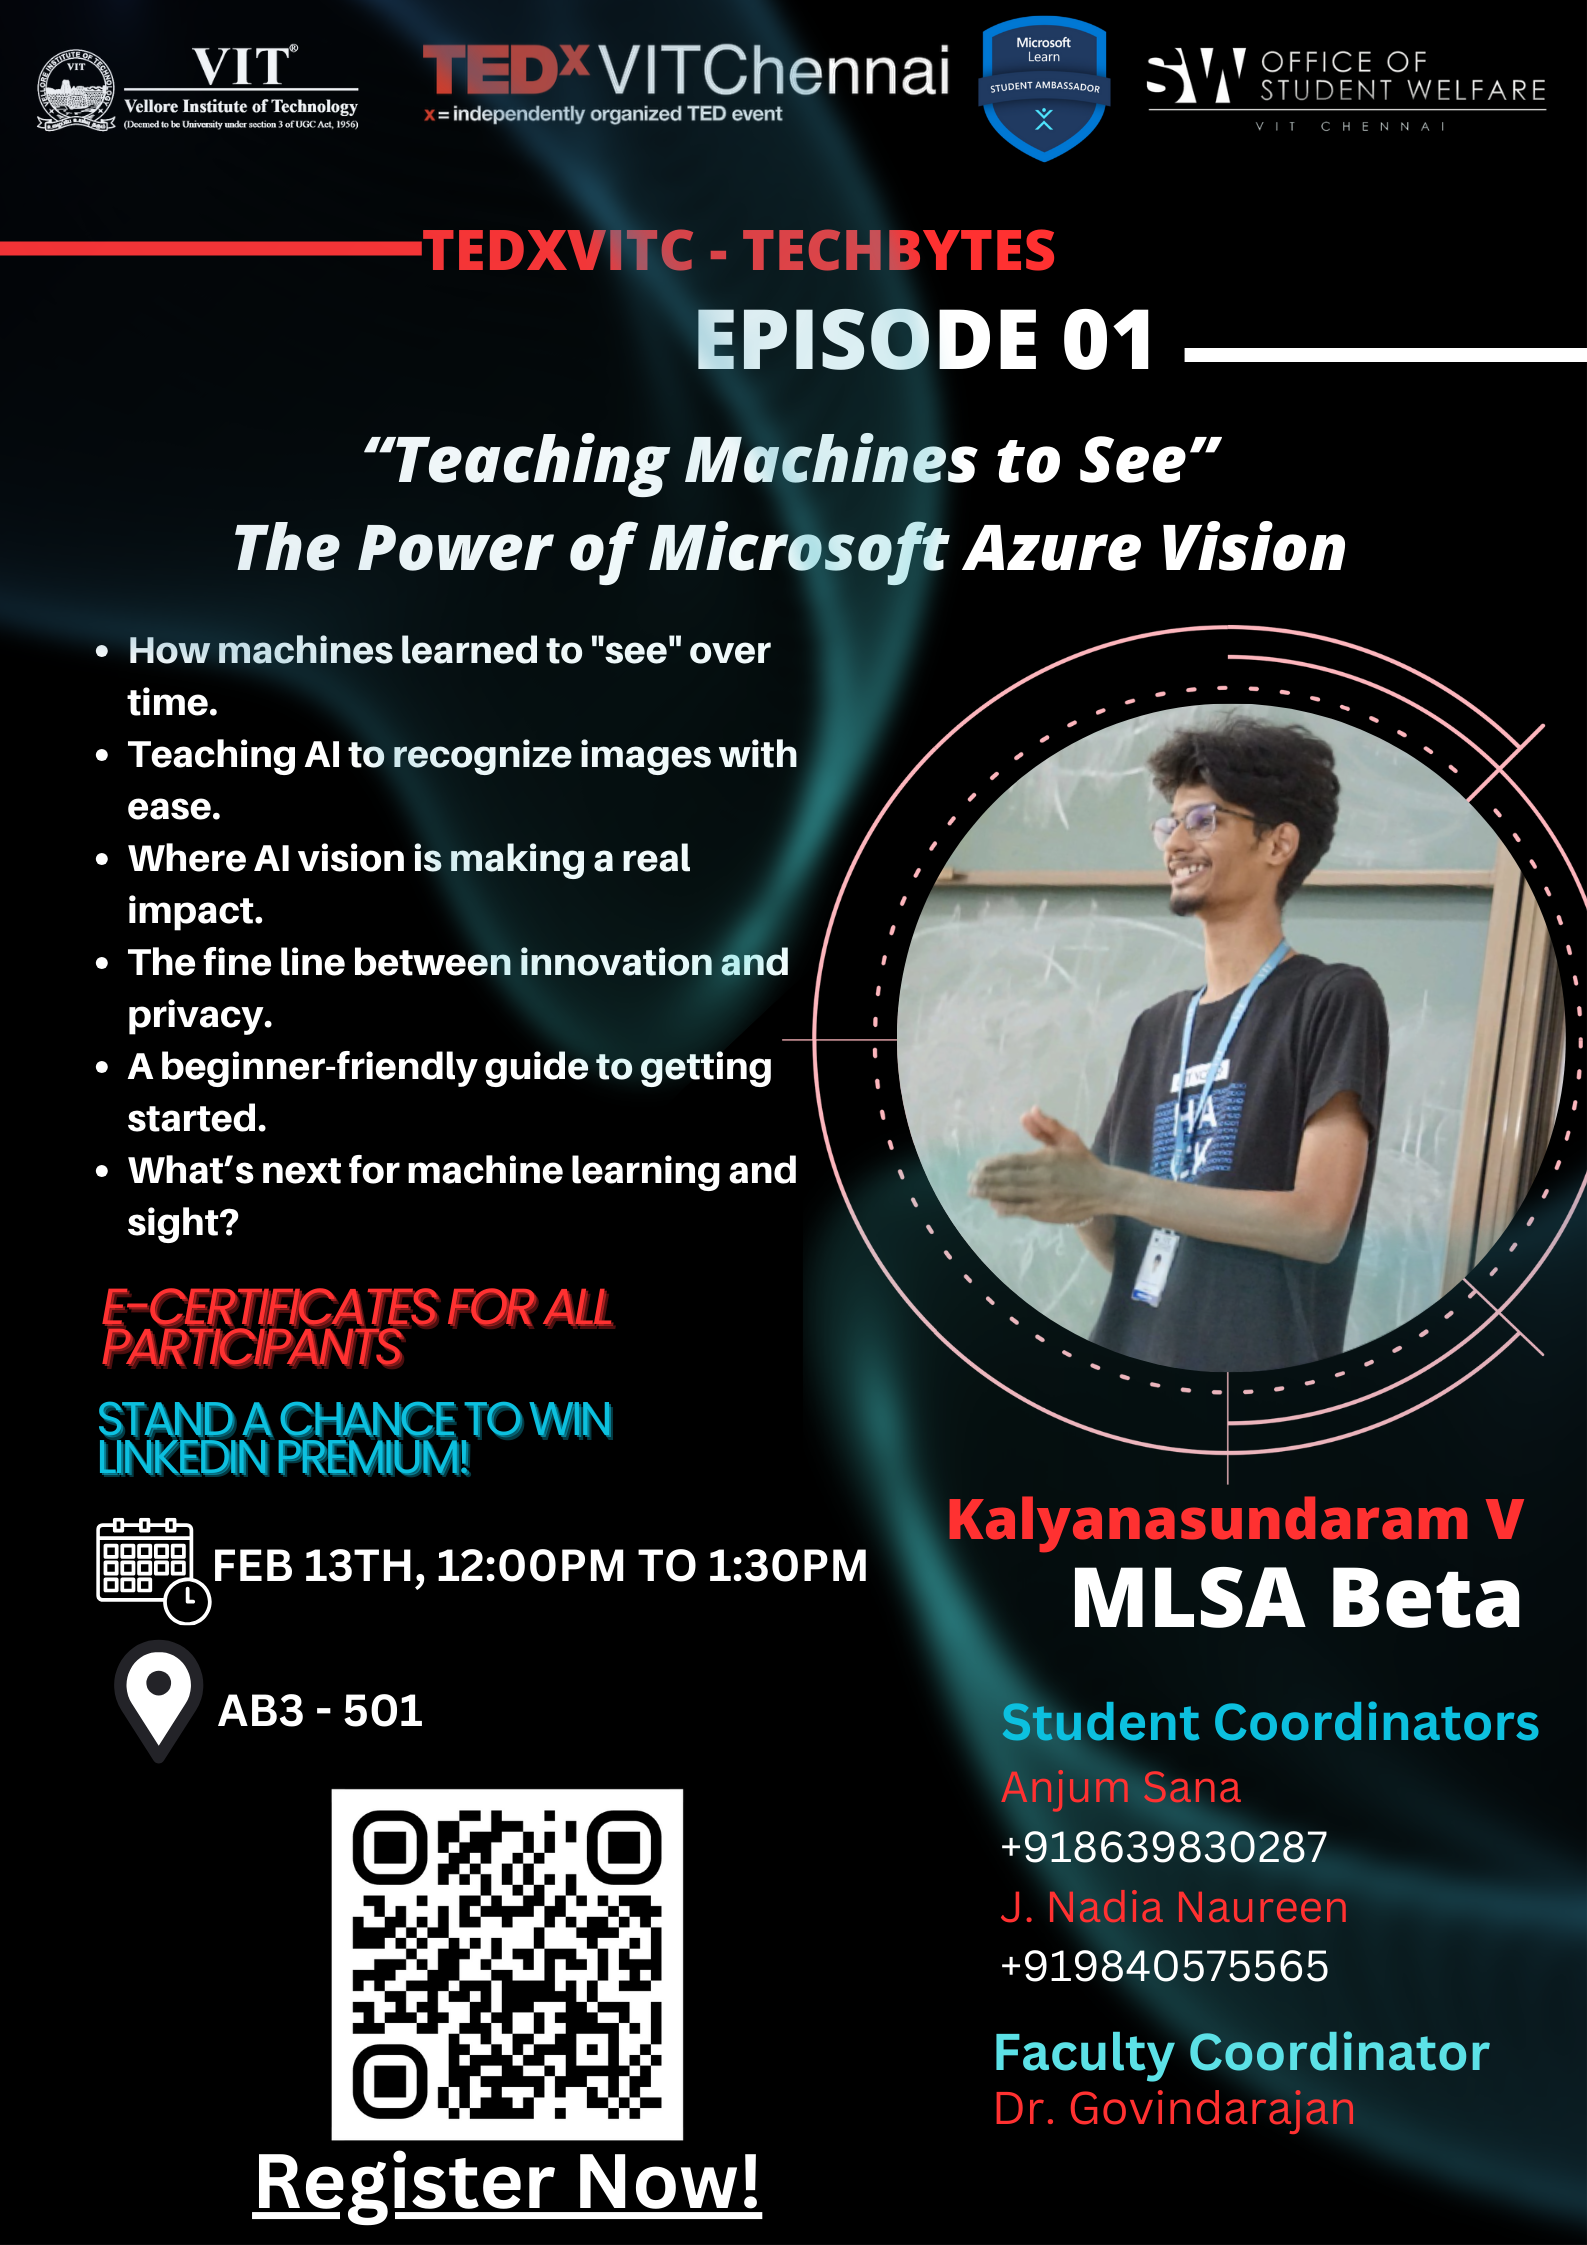 VIT®
Vellore Institute of Technology
(Deemed to be University under section 3 of UGC Act, 1956)
TEDx VITChennai
x = independently organized TED event
Microsoft
Learn
STUDENT AMBASSADOR
SW OFFICE OF
STUDENT WELFARE
VIT CHENNAI
TEDXVITC - TECHBYTES
EPISODE 01
“Teaching Machines to See”
The Power of Microsoft Azure Vision
• How machines learned to "see" over
time.
• Teaching AI to recognize images with
ease.
• Where AI vision is making a real
impact.
• The fine line between innovation and
privacy.
• A beginner-friendly guide to getting
started.
• What’s next for machine learning and
sight?
E-CERTIFICATES FOR ALL
PARTICIPANTS
STAND A CHANCE TO WIN
LINKEDIN PREMIUM!
FEB 13TH, 12:00PM TO 1:30PM
AB3 - 501
Register Now!
HA
Kalyanasundaram V
MLSA Beta
Student Coordinators
Anjum Sana
+918639830287
J. Nadia Naureen
+919840575565
Faculty Coordinator
Dr. Govindarajan